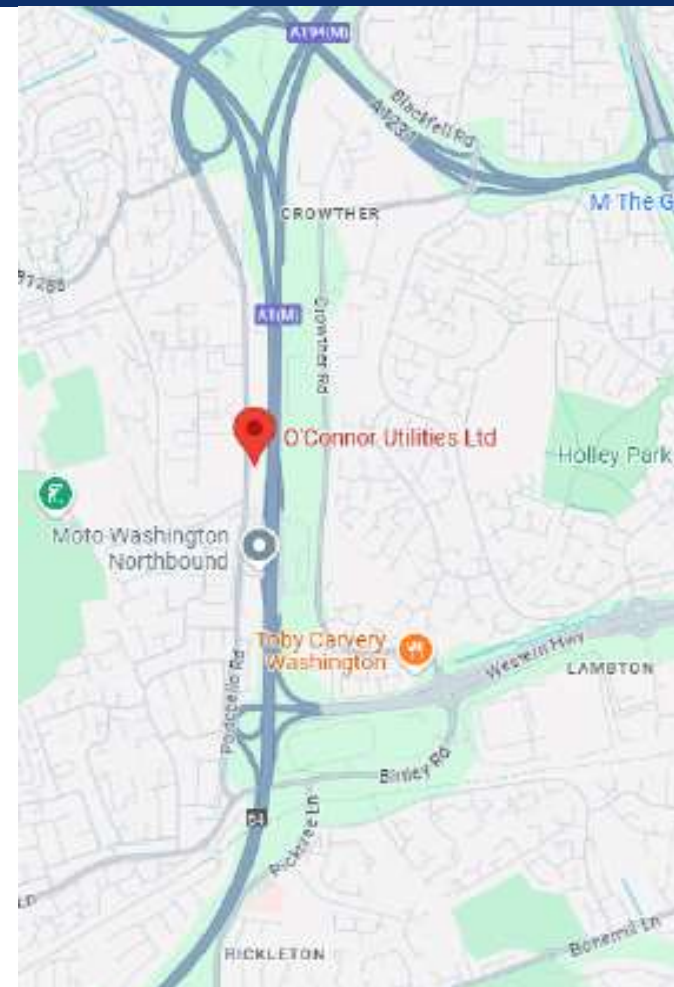 A194(M)
Blackfell Rd
A1231
M The G
CROWTHER
A1(M)
Crowther Rd
O'Connor Utilities Ltd
Holley Park
Moto Washington
Northbound
Toby Carvery
Washington
Western Hwy
LAMBTON
Portobello Rd
Birtley Rd
64
Picktree Ln
Ln
RICKLETON
Bonemill Ln